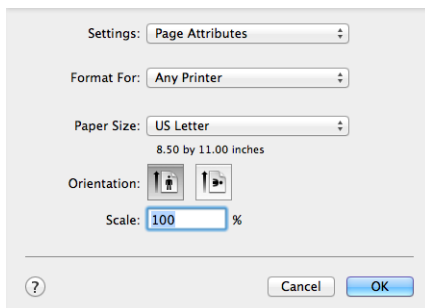 Settings: Page Attributes
Format For: Any Printer
Paper Size: US Letter
8.50 by 11.00 inches
Orientation:
Scale: 100 %
? Cancel OK